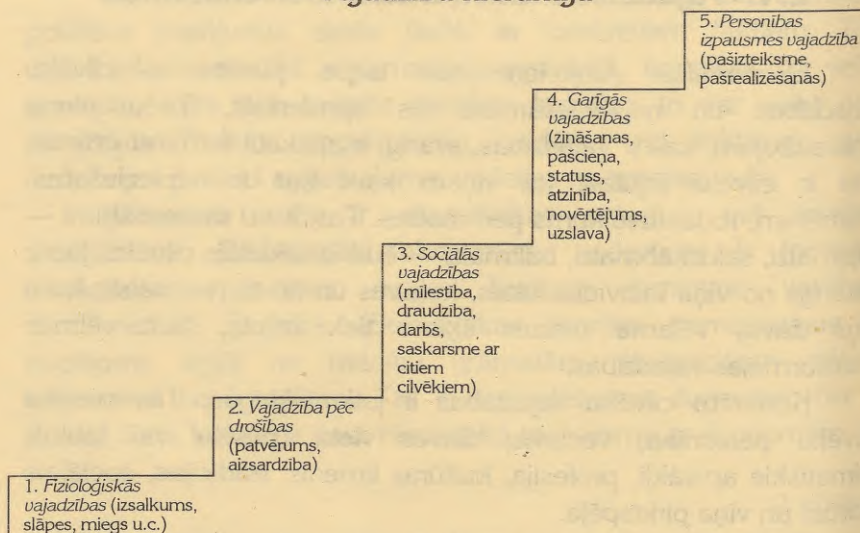 5. Personības
izpausmes vajadzība
(pašizteiksme,
pašrealizēšanās)
4. Garīgās
vajadzības
(zināšanas,
pašcieņa,
statuss,
atzinība,
novērtējums,
uzslava)
3. Sociālās
vajadzības
(mīlestība,
draudzība,
darbs,
saskarsme ar
citiem
cilvēkiem)
2. Vajadzība pēc
drošības
(patvērums,
aizsardzība)
1. Fizioloģiskās
vajadzības (izsalkums,
slāpes, miegs u.c.)